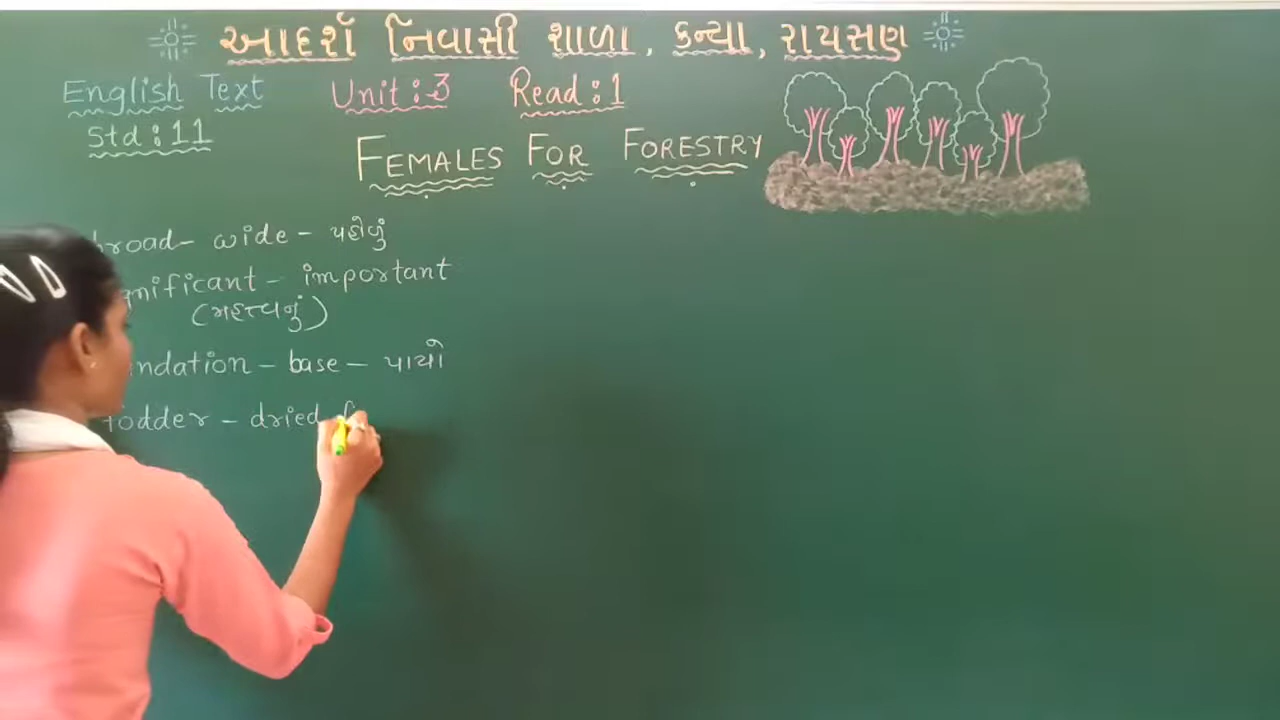 આદર્શ નિવાસી શાળા, કન્યા, રાયસણ
English Text Unit:3 Read:1
Std:11
FEMALES FOR FORESTRY
broad- wide - પહોળું
gnificant - important
(મહત્વનું)
ndation - base - પાયો
fodder - dried f